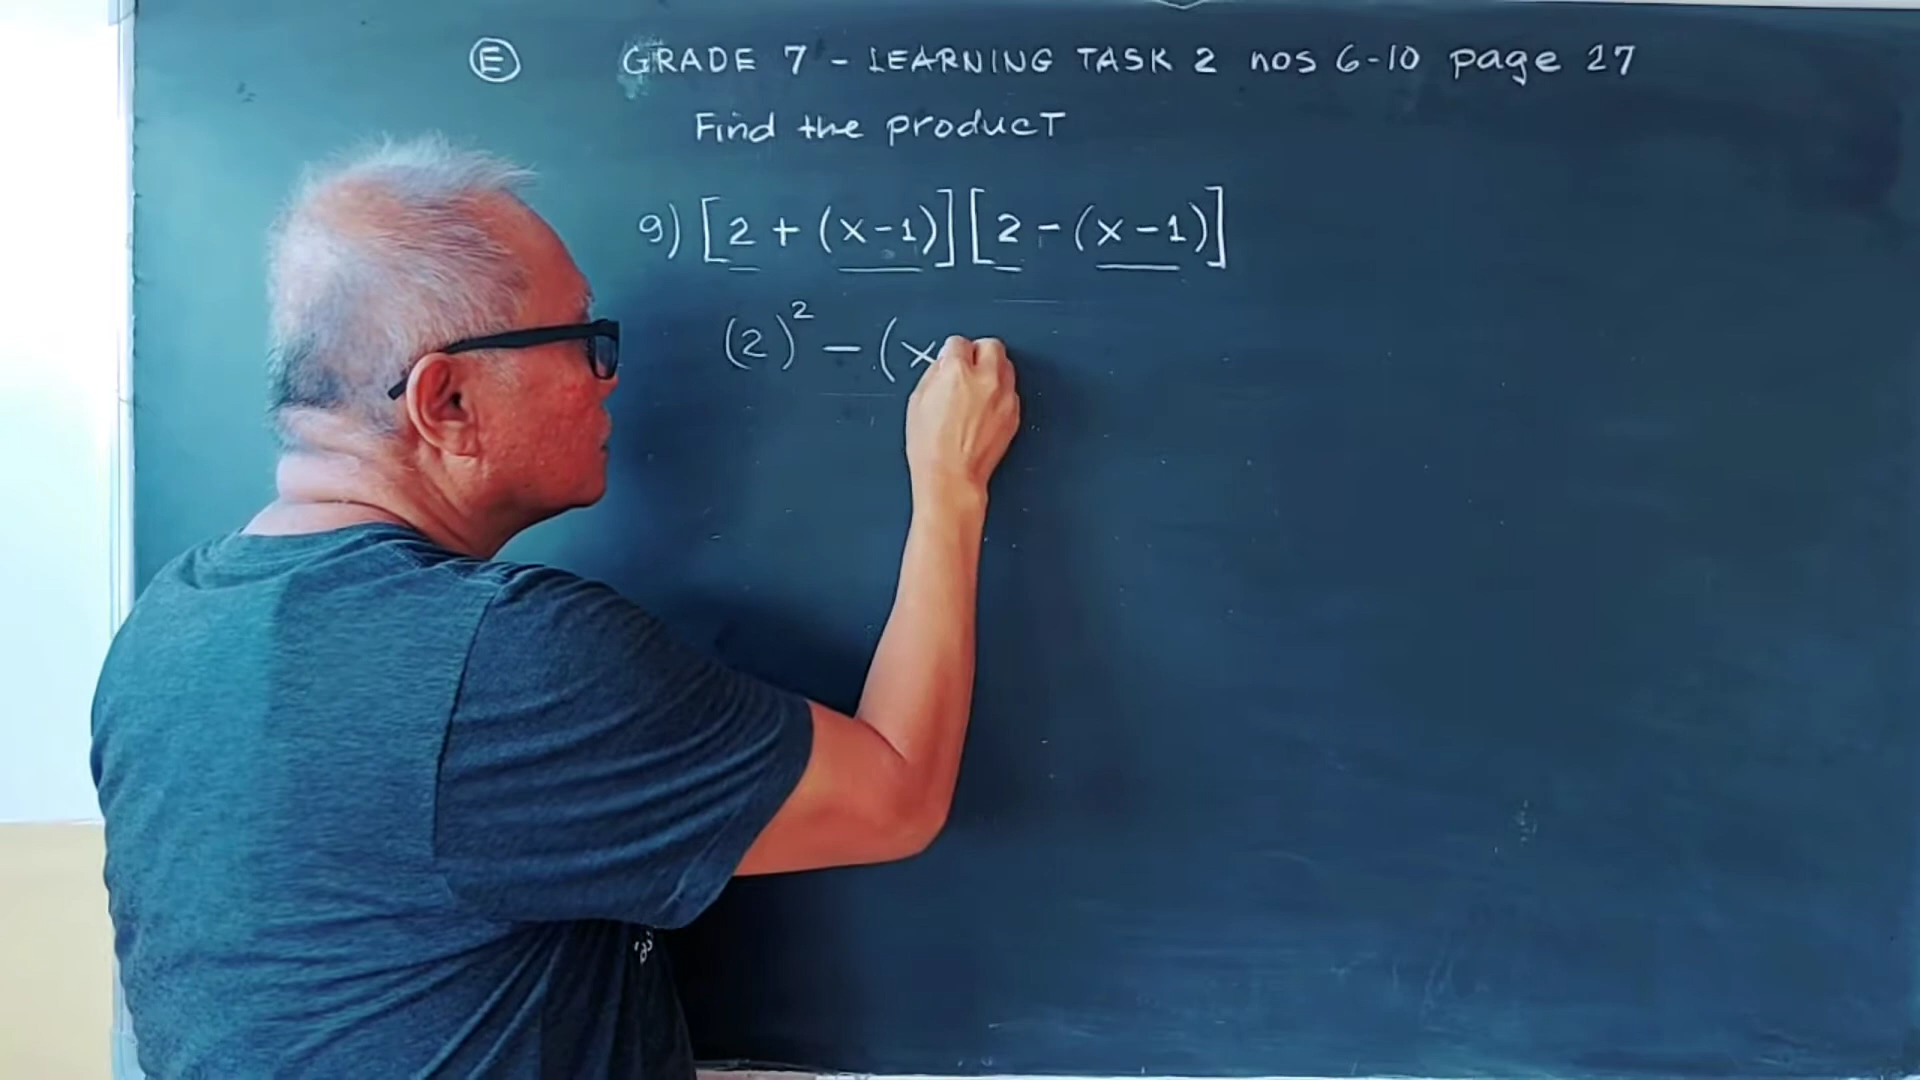 Ⓔ GRADE 7 - LEARNING TASK 2 nos 6-10 page 27
Find the product
9) [2 + (x-1)][2 - (x-1)]
(2)² - (x